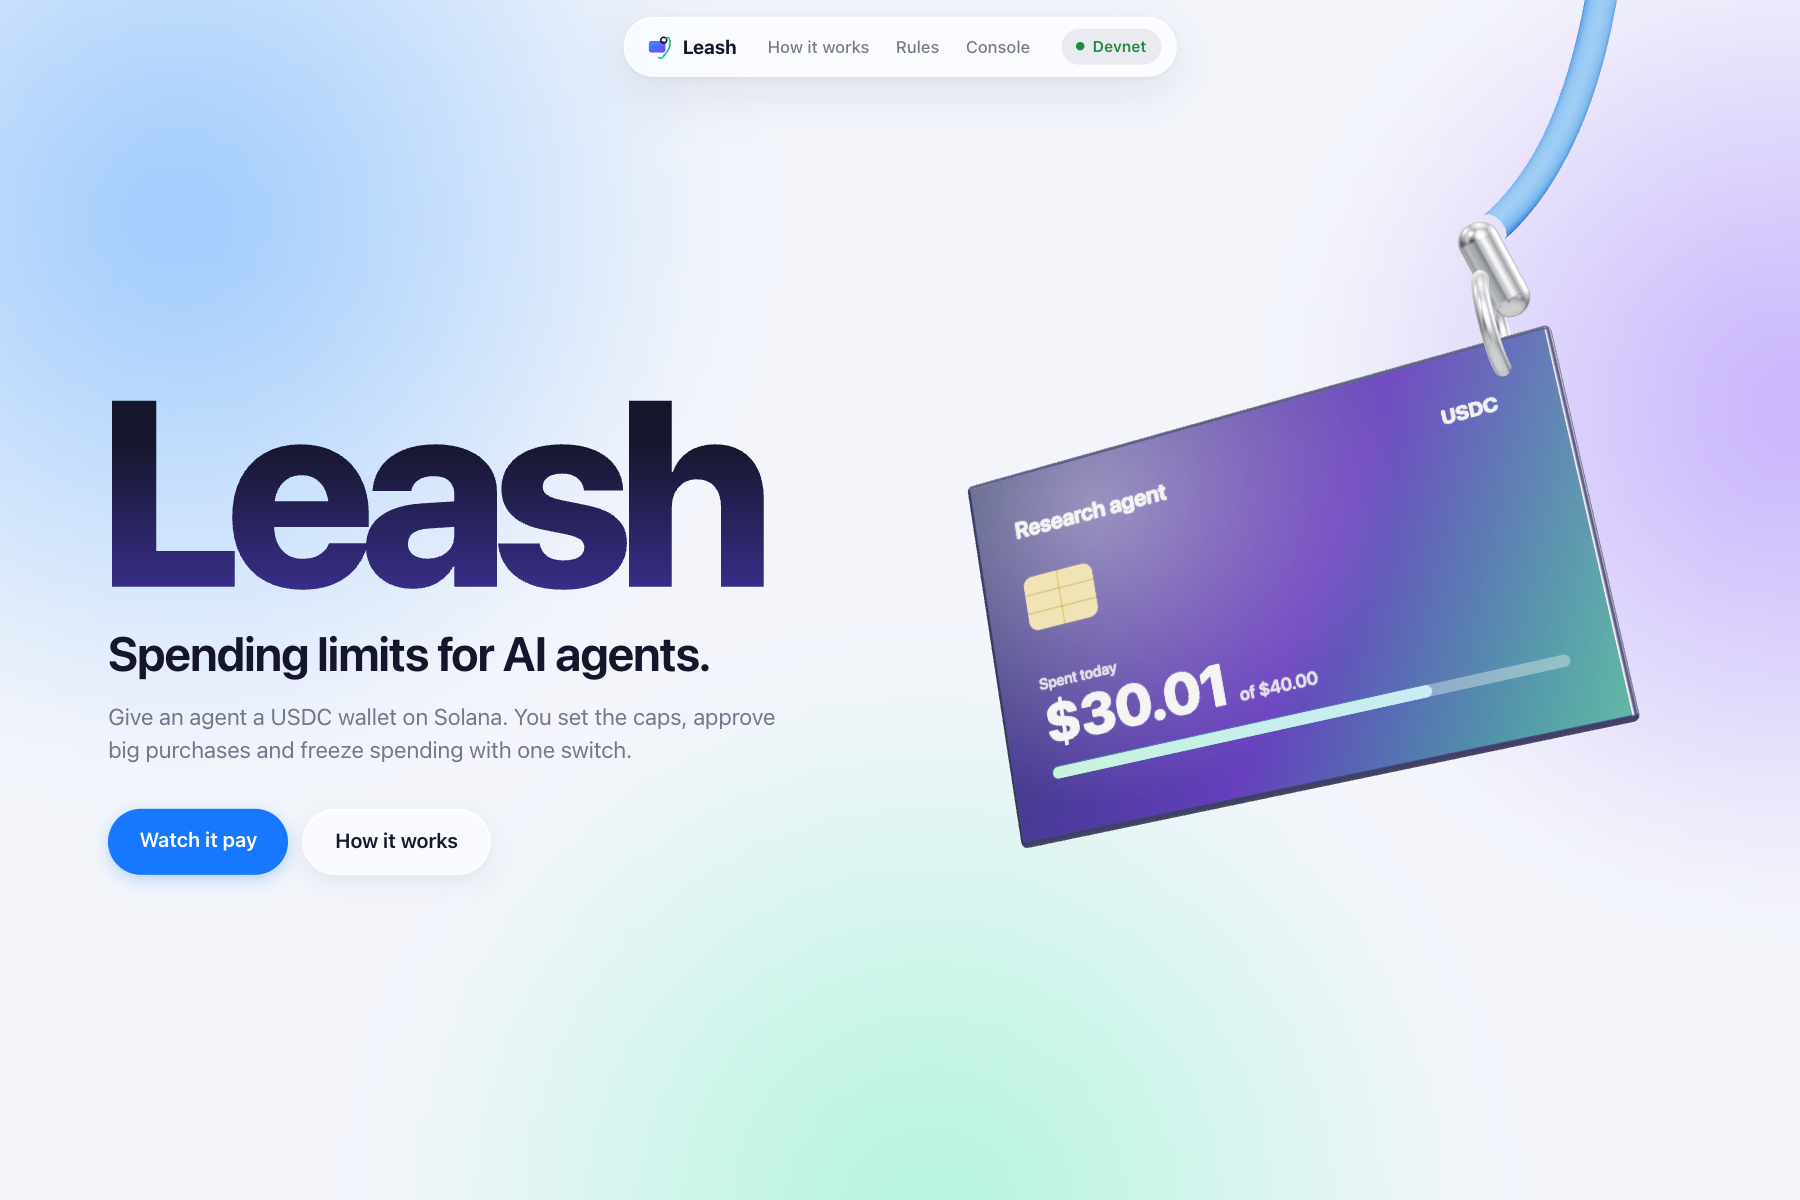 Leash
How it works
Rules
Console
Devnet
Leash
Spending limits for AI agents.
Give an agent a USDC wallet on Solana. You set the caps, approve
big purchases and freeze spending with one switch.
Watch it pay
How it works
USDC
Research agent
Spent today
$30.01 of $40.00